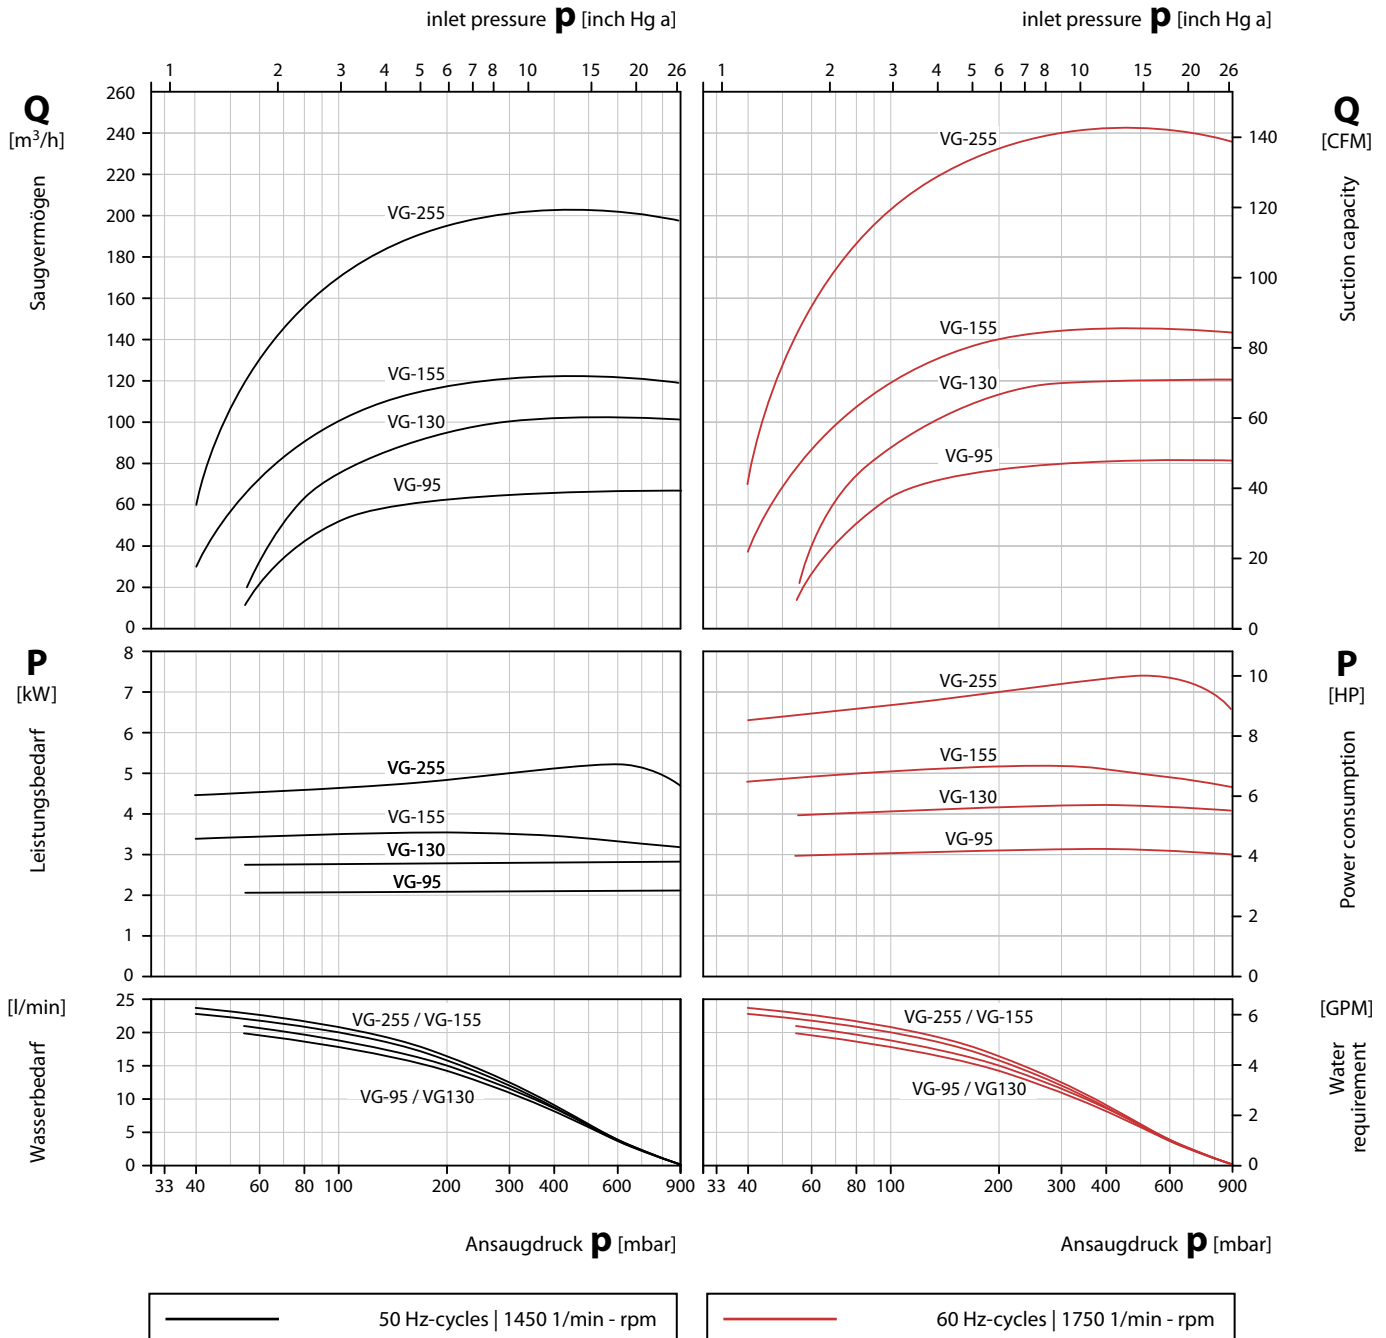 inlet pressure p [inch Hg a] inlet pressure p [inch Hg a]
1 2 3 4 5 6 7 8 10 15 20 26 1 2 3 4 5 6 7 8 10 15 20 26
Q
[m³/h]
Saugvermögen
260
240
220
200
180
160
140
120
100
80
60
40
20
0
VG-255
VG-155
VG-130
VG-95
VG-255
VG-155
VG-130
VG-95
140
120
100
80
60
40
20
0
Q
[CFM]
Suction capacity
P
[kW]
Leistungsbedarf
8
7
6
5
4
3
2
1
0
VG-255
VG-155
VG-130
VG-95
VG-255
VG-155
VG-130
VG-95
10
8
6
4
2
0
P
[HP]
Power consumption
[l/min]
Wasserbedarf
25
20
15
10
5
0
VG-255 / VG-155
VG-95 / VG130
VG-255 / VG-155
VG-95 / VG130
6
4
2
0
[GPM]
Water
requirement
33 40 60 80 100 200 300 400 600 900 33 40 60 80 100 200 300 400 600 900
Ansaugdruck p [mbar] Ansaugdruck p [mbar]
50 Hz-cycles | 1450 1/min - rpm 60 Hz-cycles | 1750 1/min - rpm